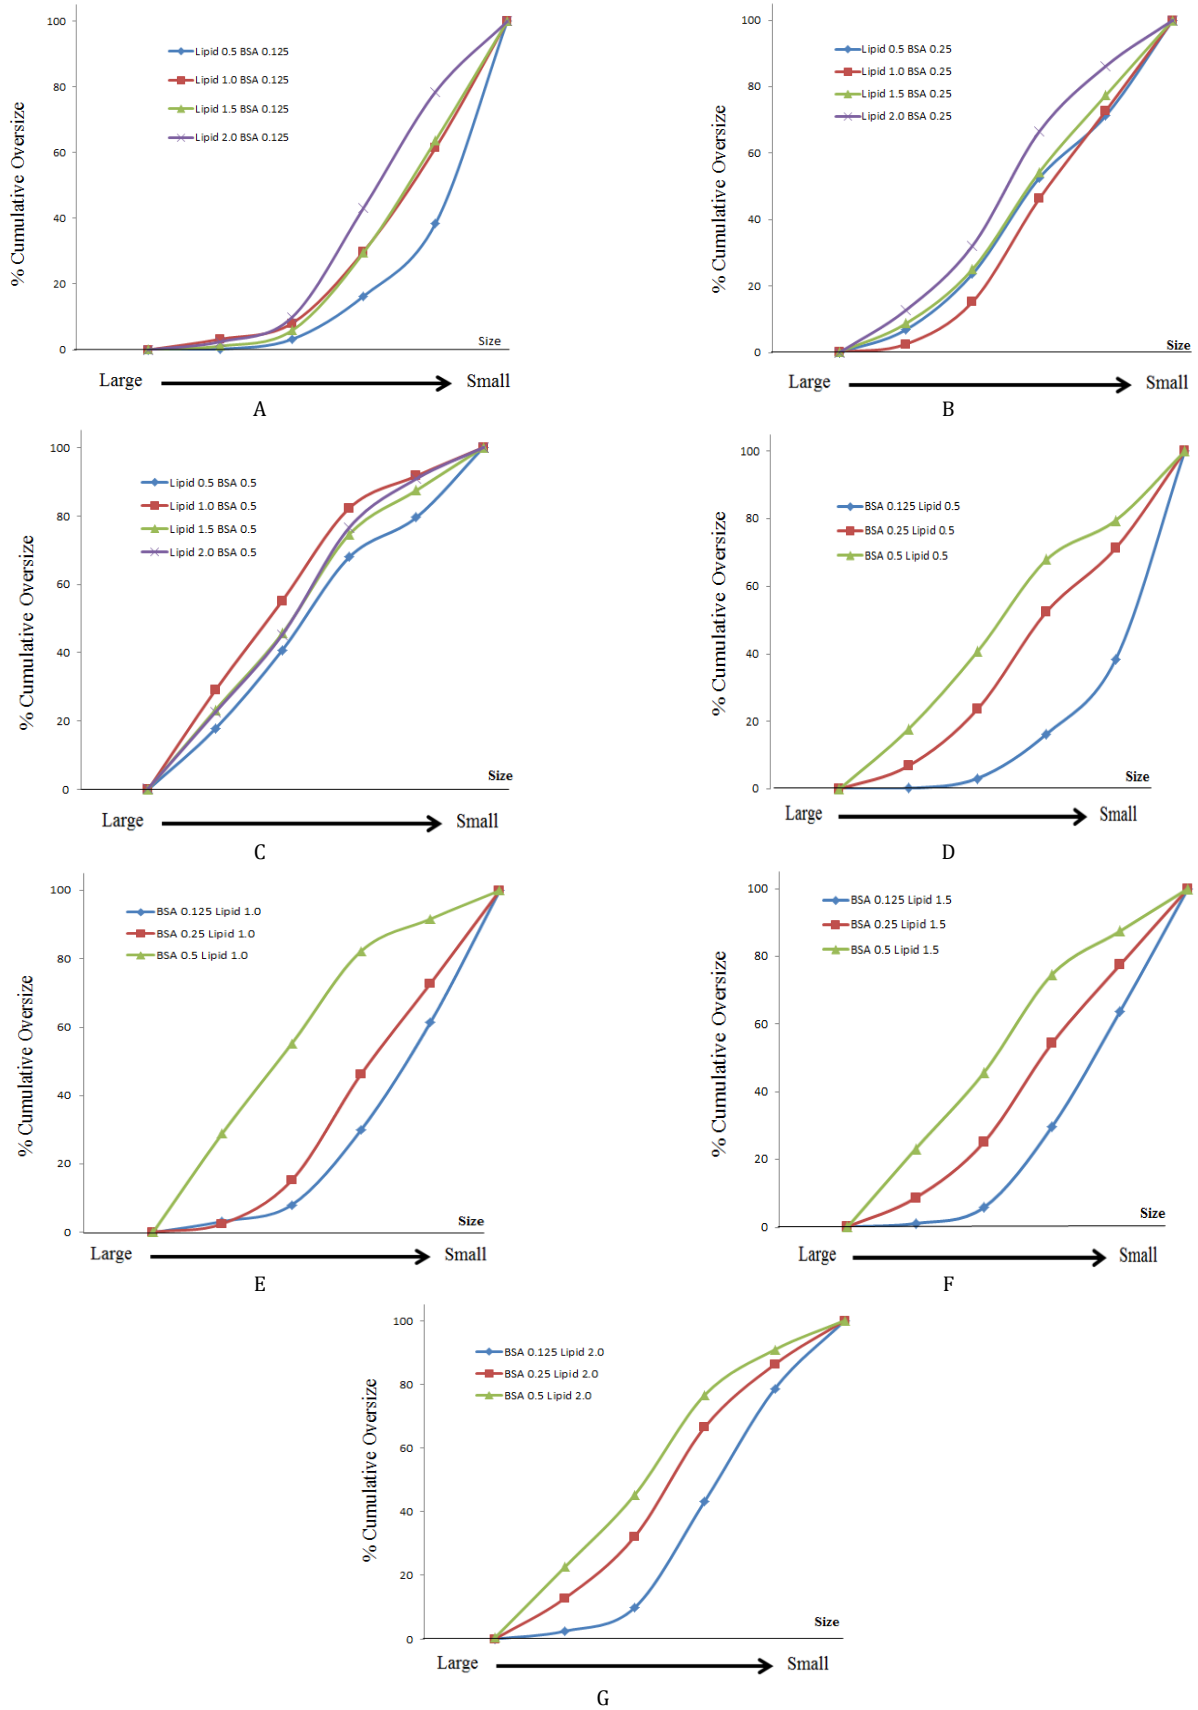 % Cumulative Oversize
100
80
60
40
20
0
Lipid 0.5 BSA 0.125
Lipid 1.0 BSA 0.125
Lipid 1.5 BSA 0.125
Lipid 2.0 BSA 0.125
Size
Large
Small
A
% Cumulative Oversize
100
80
60
40
20
0
Lipid 0.5 BSA 0.25
Lipid 1.0 BSA 0.25
Lipid 1.5 BSA 0.25
Lipid 2.0 BSA 0.25
Size
Large
Small
B
% Cumulative Oversize
100
80
60
40
20
0
Lipid 0.5 BSA 0.5
Lipid 1.0 BSA 0.5
Lipid 1.5 BSA 0.5
Lipid 2.0 BSA 0.5
Size
Large
Small
C
% Cumulative Oversize
100
80
60
40
20
0
BSA 0.125 Lipid 0.5
BSA 0.25 Lipid 0.5
BSA 0.5 Lipid 0.5
Size
Large
Small
D
% Cumulative Oversize
100
80
60
40
20
0
BSA 0.125 Lipid 1.0
BSA 0.25 Lipid 1.0
BSA 0.5 Lipid 1.0
Size
Large
Small
E
% Cumulative Oversize
100
80
60
40
20
0
BSA 0.125 Lipid 1.5
BSA 0.25 Lipid 1.5
BSA 0.5 Lipid 1.5
Size
Large
Small
F
% Cumulative Oversize
100
80
60
40
20
0
BSA 0.125 Lipid 2.0
BSA 0.25 Lipid 2.0
BSA 0.5 Lipid 2.0
Size
Large
Small
G